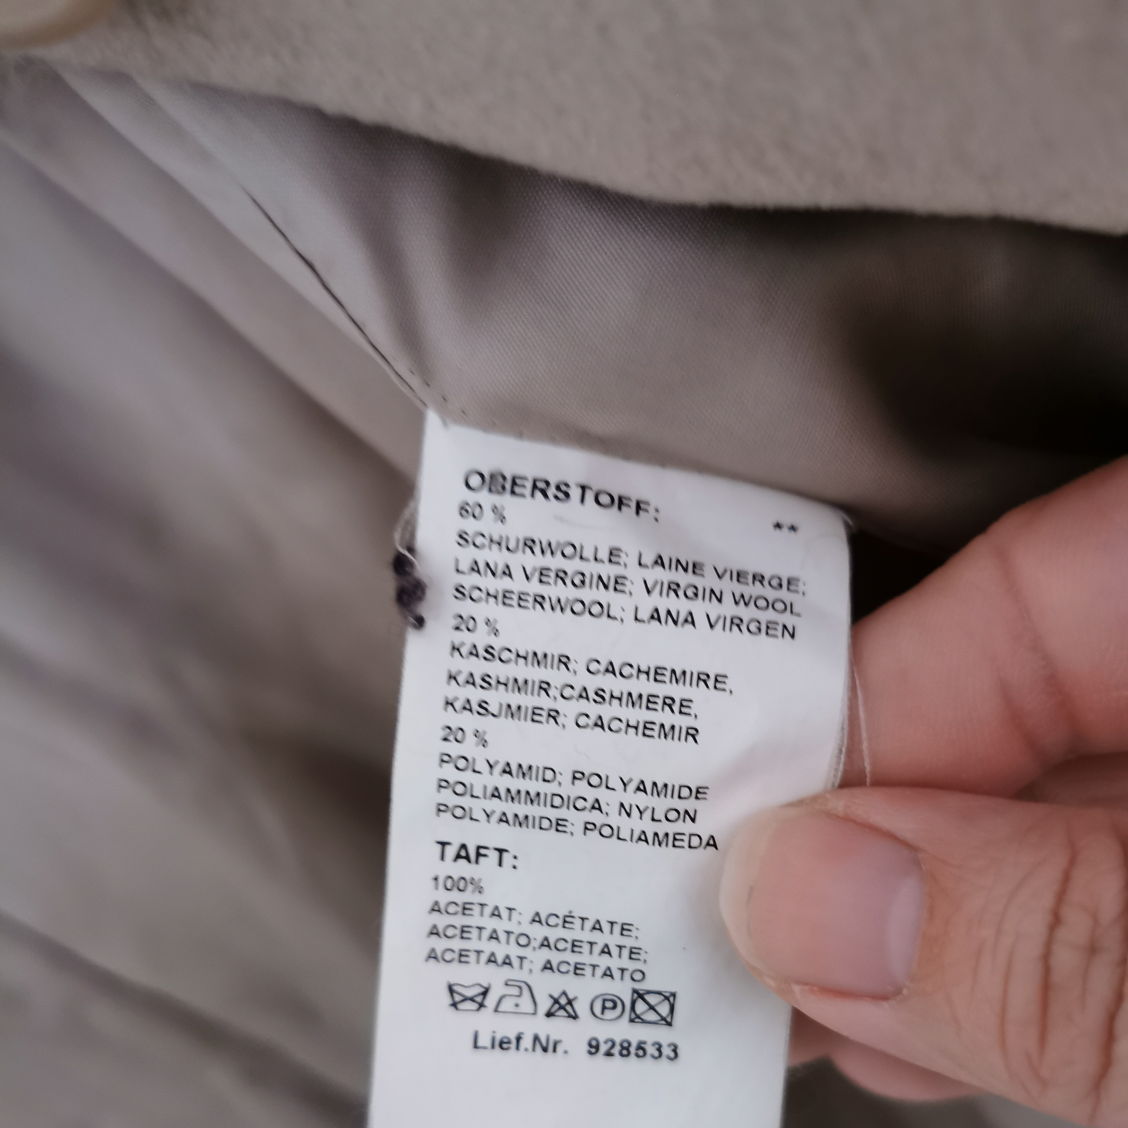 OBERSTOFF:
60 % **
SCHURWOLLE; LAINE VIERGE;
LANA VERGINE; VIRGIN WOOL
SCHEERWOOL; LANA VIRGEN
20 %
KASCHMIR; CACHEMIRE,
KASHMIR;CASHMERE,
KASJMIER; CACHEMIR
20 %
POLYAMID; POLYAMIDE
POLIAMMIDICA; NYLON
POLYAMIDE; POLIAMEDA
TAFT:
100%
ACETAT; ACÉTATE;
ACETATO;ACETATE;
ACETAAT; ACETATO
P
Lief.Nr. 928533